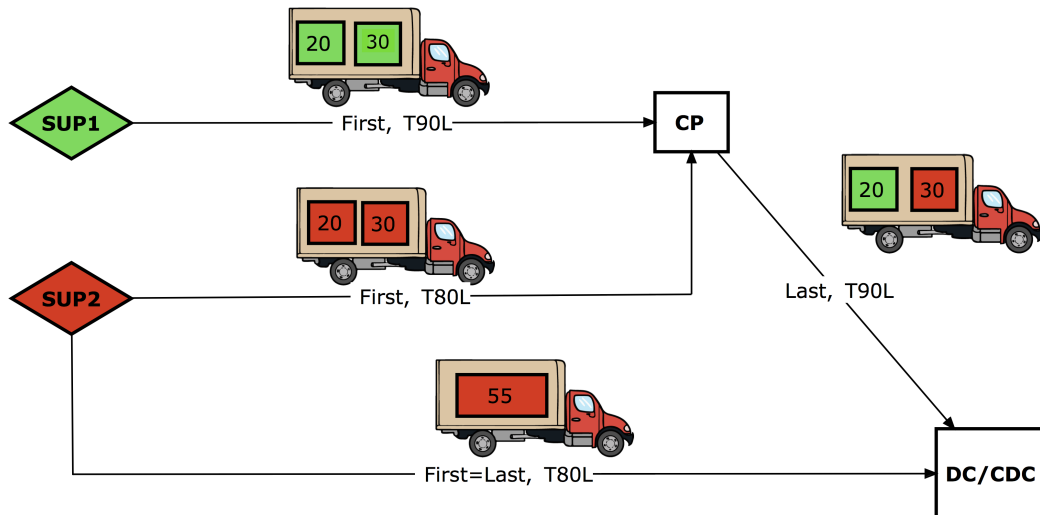 20 30
SUP1
First, T90L
CP
20 30
20 30
SUP2
First, T80L
Last, T90L
55
First=Last, T80L
DC/CDC